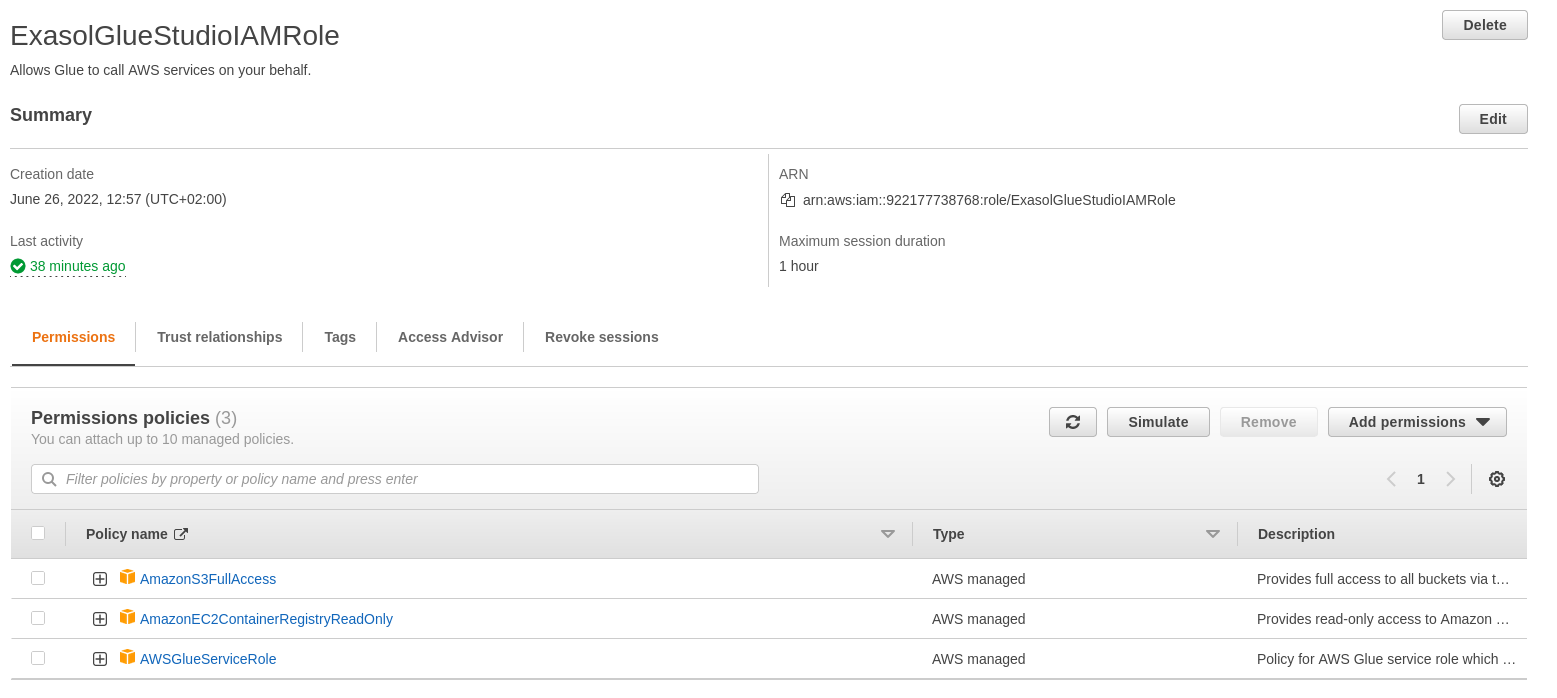 ExasolGlueStudioIAMRole
Delete
Allows Glue to call AWS services on your behalf.
Summary
Edit
Creation date
ARN
June 26, 2022, 12:57 (UTC+02:00)
arn:aws:iam::922177738768:role/ExasolGlueStudioIAMRole
Last activity
Maximum session duration
38 minutes ago
1 hour
Permissions
Trust relationships
Tags
Access Advisor
Revoke sessions
Permissions policies (3)
You can attach up to 10 managed policies.
Simulate
Remove
Add permissions
Filter policies by property or policy name and press enter
1
Policy name
Type
Description
AmazonS3FullAccess
AWS managed
Provides full access to all buckets via t…
AmazonEC2ContainerRegistryReadOnly
AWS managed
Provides read-only access to Amazon …
AWSGlueServiceRole
AWS managed
Policy for AWS Glue service role which …